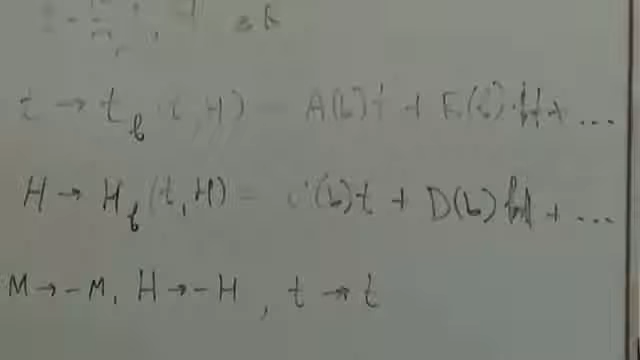 t → t_b (t, H) = A(b)t + B(b)H + ...
H → H_b (t, H) = C(b)t + D(b)H + ...
M → -M, H → -H, t → t